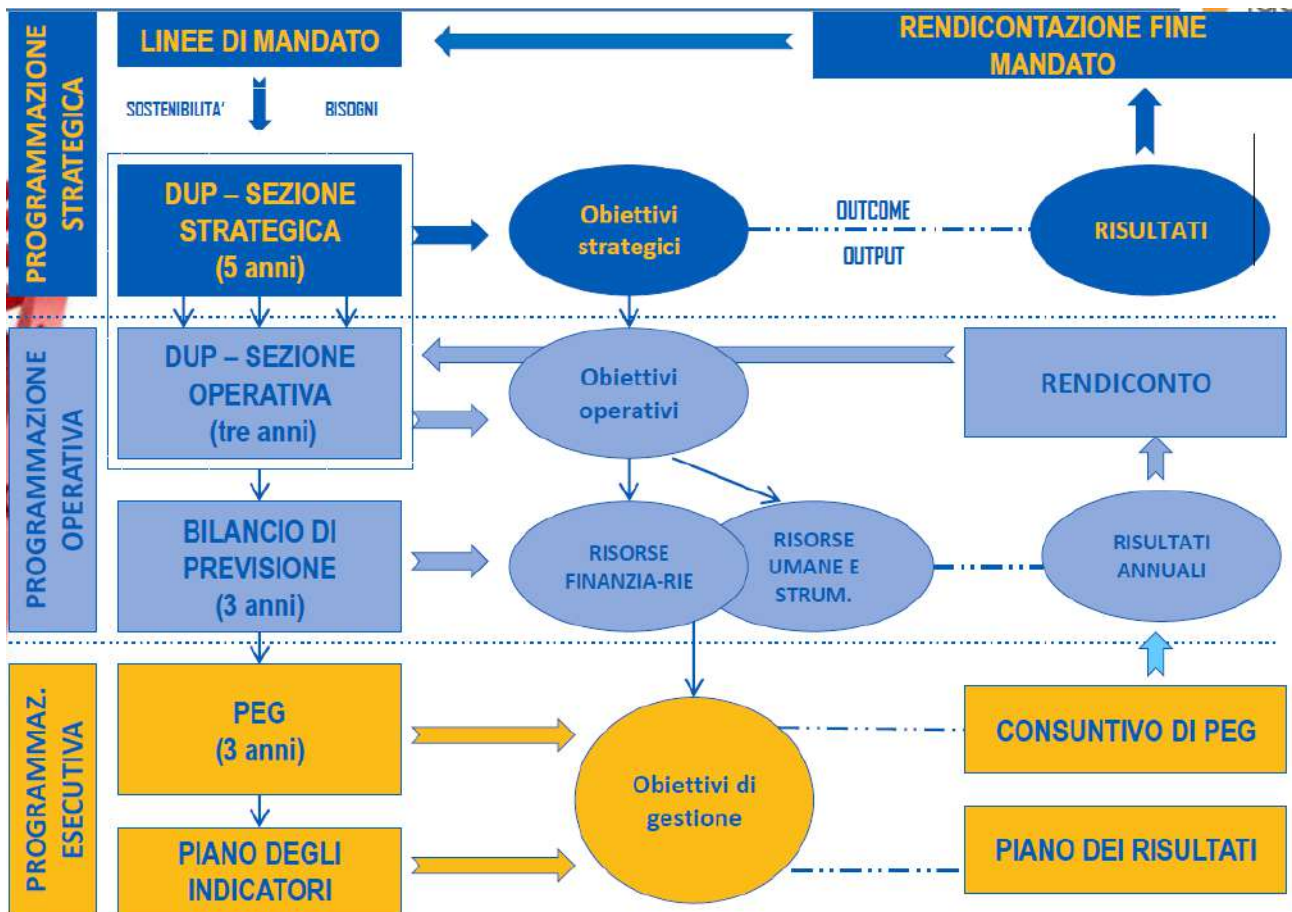 PROGRAMMAZIONE
STRATEGICA
LINEE DI MANDATO
RENDICONTAZIONE FINE
MANDATO
SOSTENIBILITA'
BISOGNI
DUP – SEZIONE
STRATEGICA
(5 anni)
Obiettivi
strategici
OUTCOME
OUTPUT
RISULTATI
PROGRAMMAZIONE
OPERATIVA
DUP – SEZIONE
OPERATIVA
(tre anni)
Obiettivi
operativi
RENDICONTO
BILANCIO DI
PREVISIONE
(3 anni)
RISORSE
FINANZIA-RIE
RISORSE
UMANE E
STRUM.
RISULTATI
ANNUALI
PROGRAMMAZ.
ESECUTIVA
PEG
(3 anni)
Obiettivi di
gestione
CONSUNTIVO DI PEG
PIANO DEGLI
INDICATORI
PIANO DEI RISULTATI